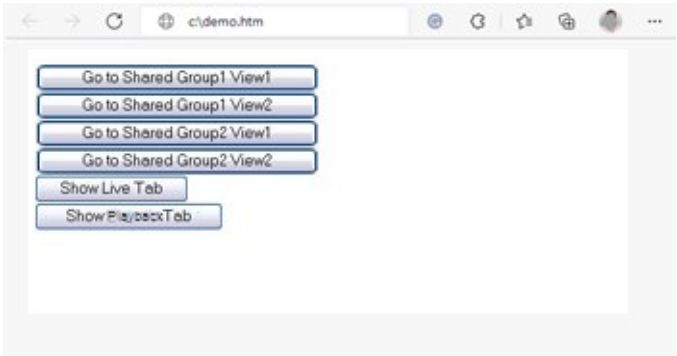 c:\demo.htm
Go to Shared Group1 View1
Go to Shared Group1 View2
Go to Shared Group2 View1
Go to Shared Group2 View2
Show Live Tab
Show Playback Tab